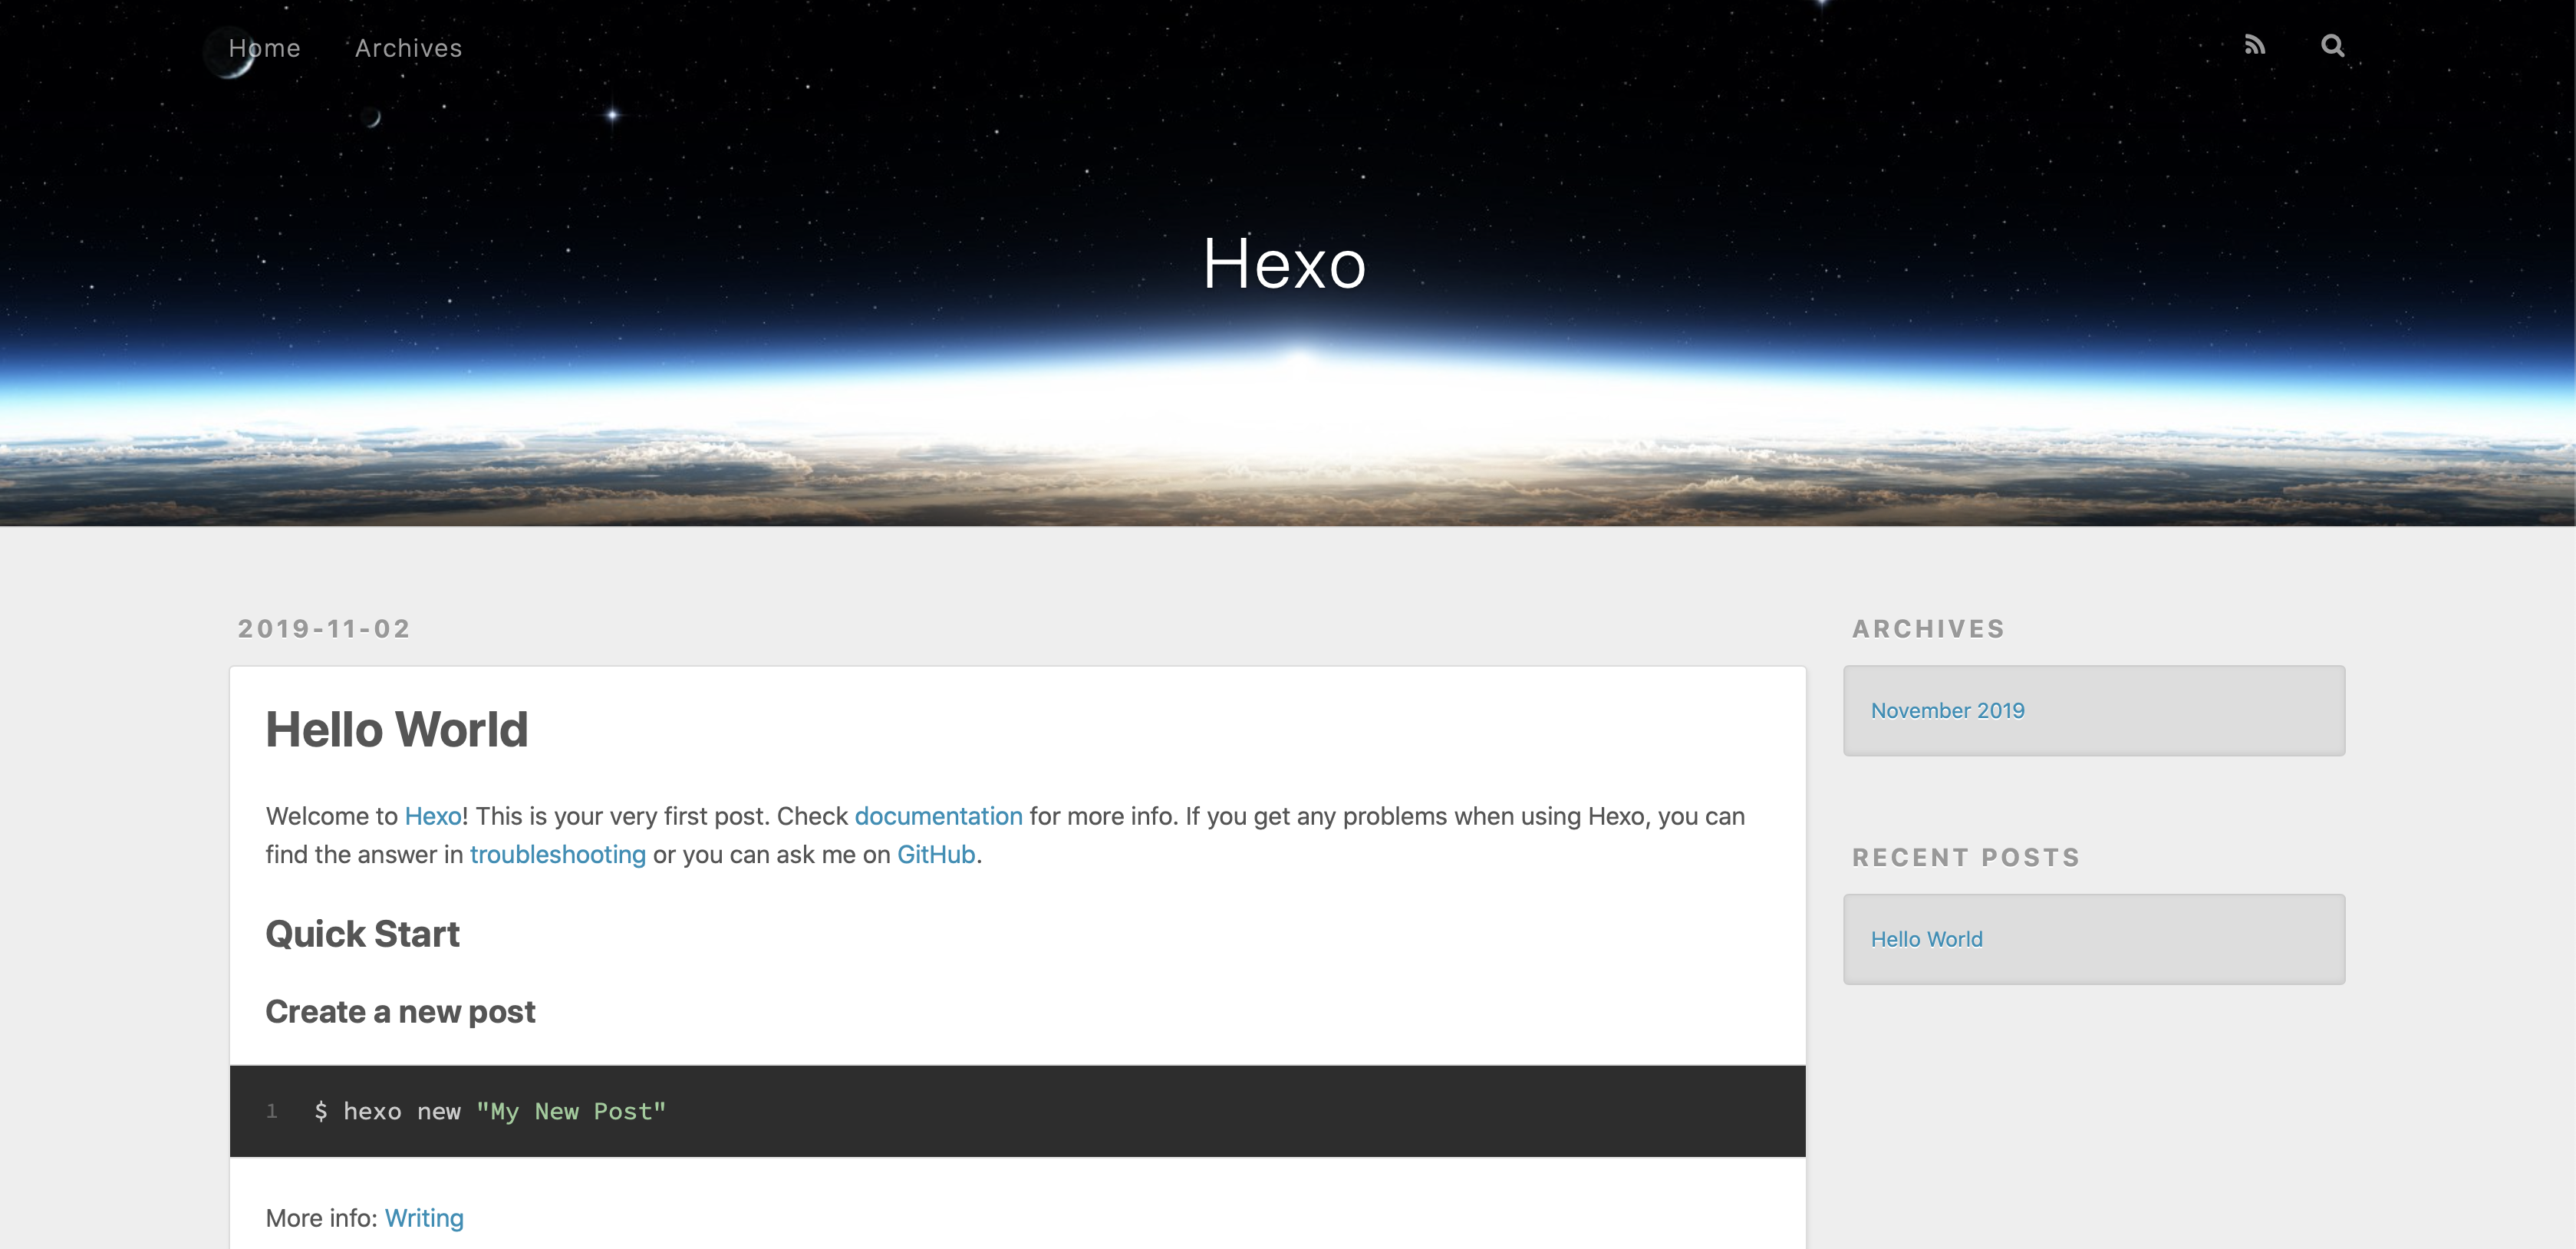 Home Archives
Hexo
2019-11-02
Hello World
Welcome to Hexo! This is your very first post. Check documentation for more info. If you get any problems when using Hexo, you can
find the answer in troubleshooting or you can ask me on GitHub.
Quick Start
Create a new post
1 $ hexo new "My New Post"
More info: Writing
ARCHIVES
November 2019
RECENT POSTS
Hello World